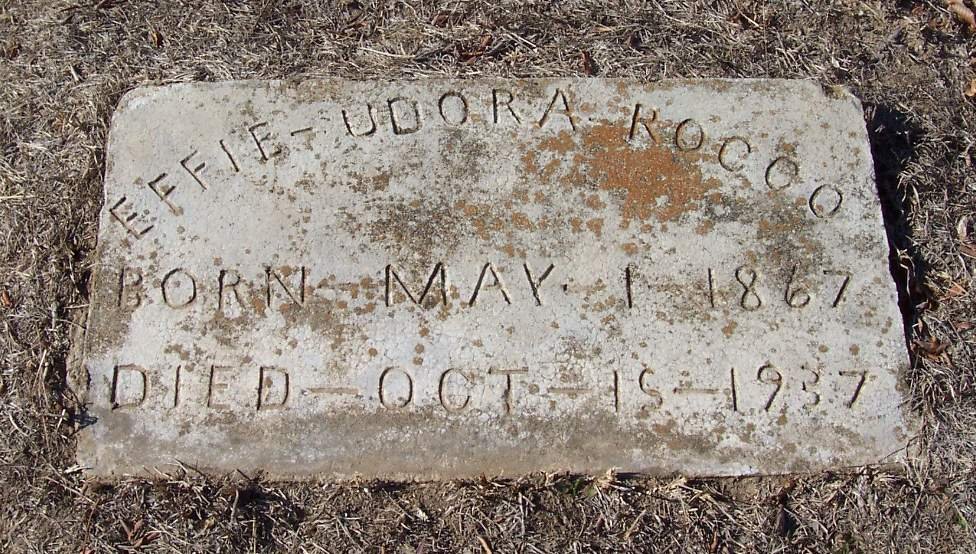 EFFIE-UDORA ROCCO
BORN-MAY-1-1867
DIED-OCT-15-1937